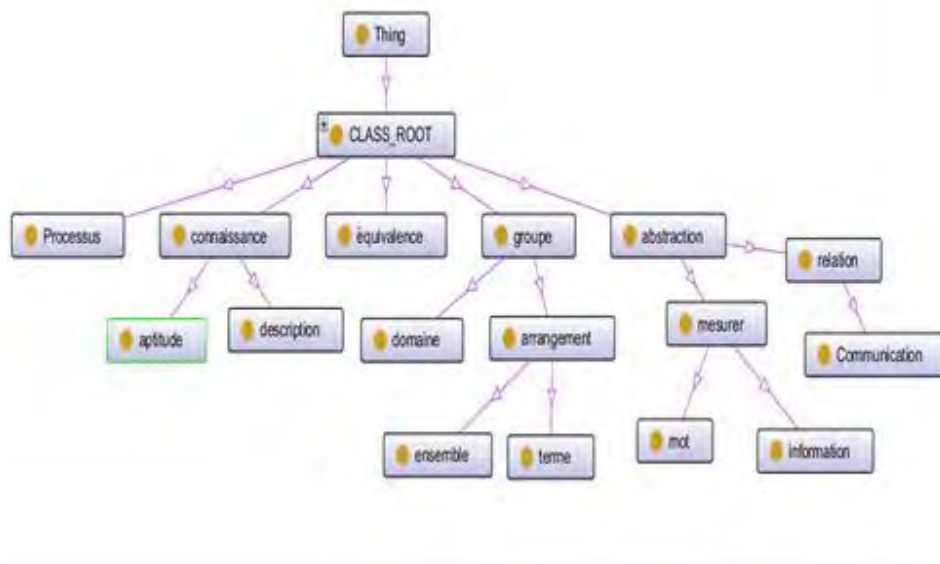 Thing
CLASS_ROOT
Processus
connaissance
équivalence
groupe
abstraction
relation
aptitude
description
domaine
arrangement
mesurer
Communication
ensemble
terme
mot
information